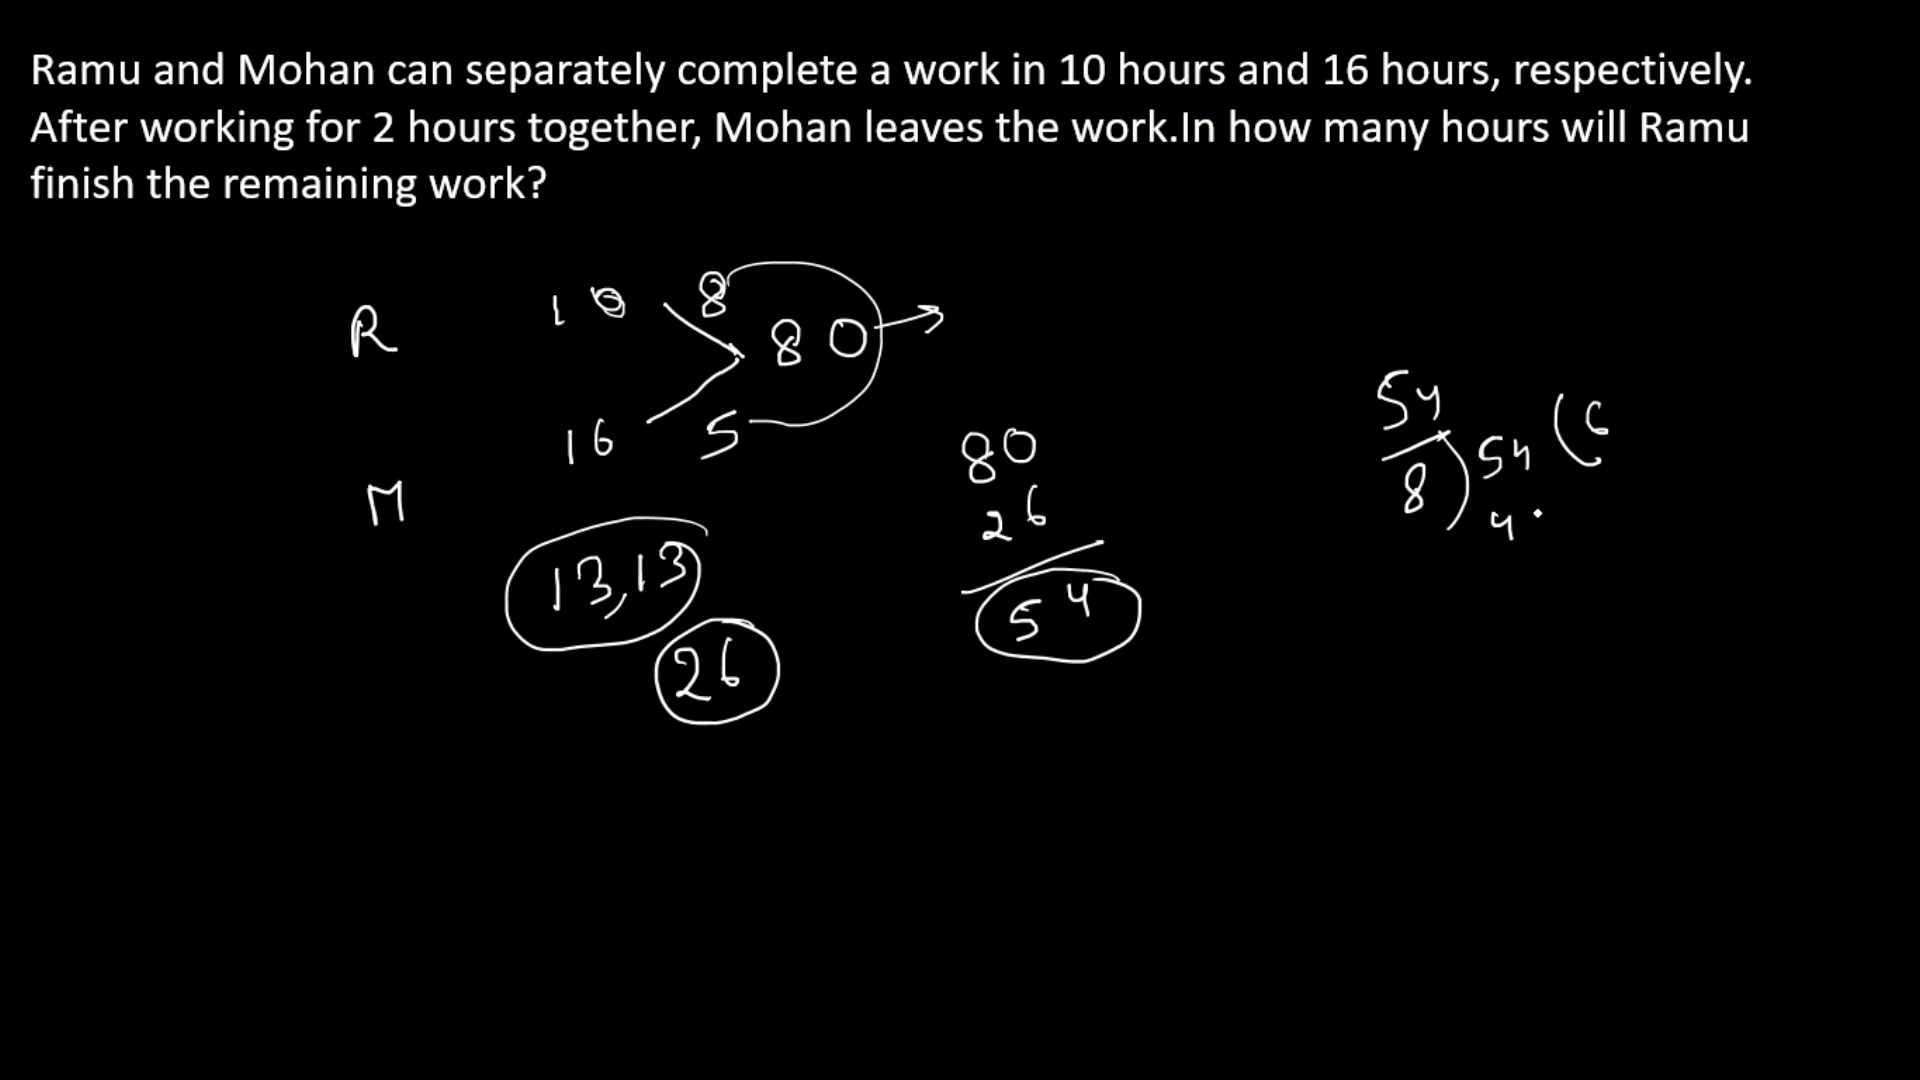 Ramu and Mohan can separately complete a work in 10 hours and 16 hours, respectively.
After working for 2 hours together, Mohan leaves the work.In how many hours will Ramu
finish the remaining work?
R 10 8
80
16 5
M
13,13
26
80
26
54
54
8) 54 (6
4